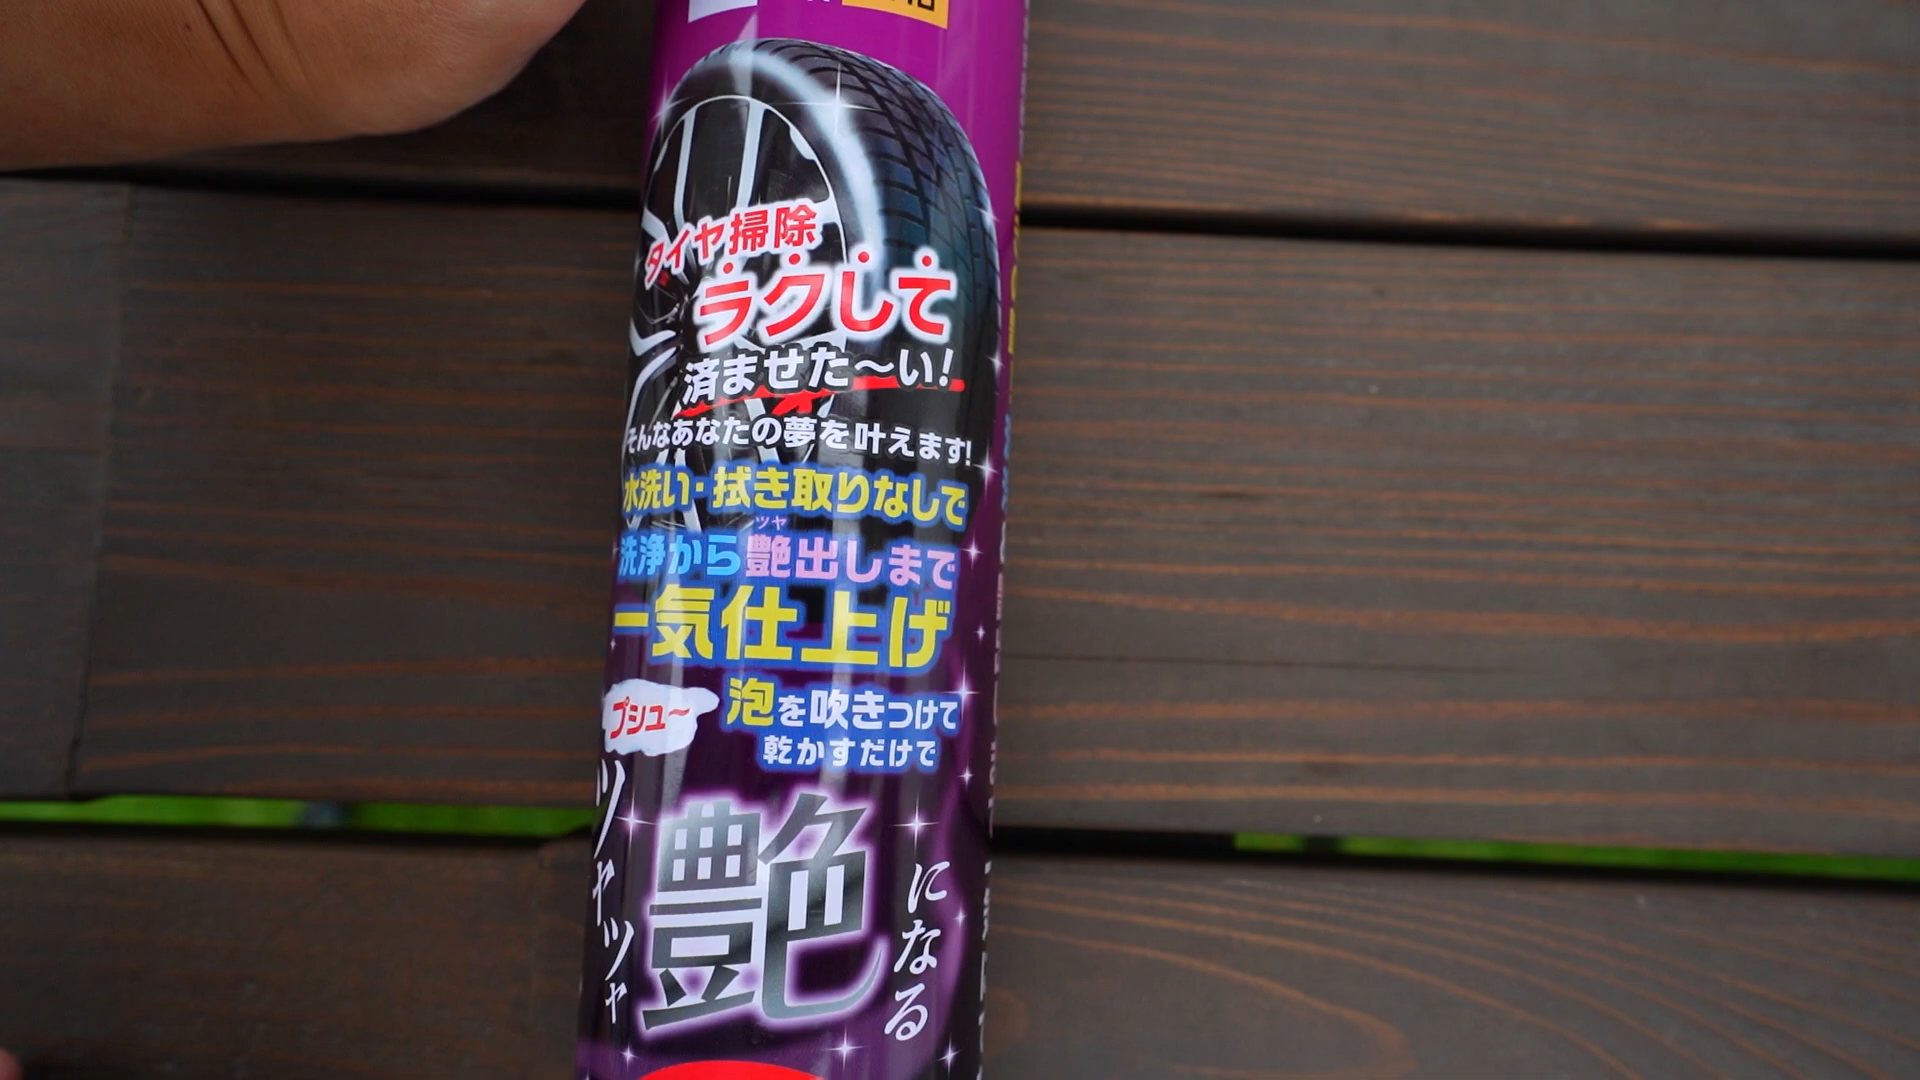 タイヤ掃除
ラクして
済ませた〜い!
そんなあなたの夢を叶えます!
水洗い・拭き取りなしで
ツヤ
洗浄から艶出しまで
一気仕上げ
プシュ〜
泡を吹きつけて
乾かすだけで
ツヤツヤ
艶
になる